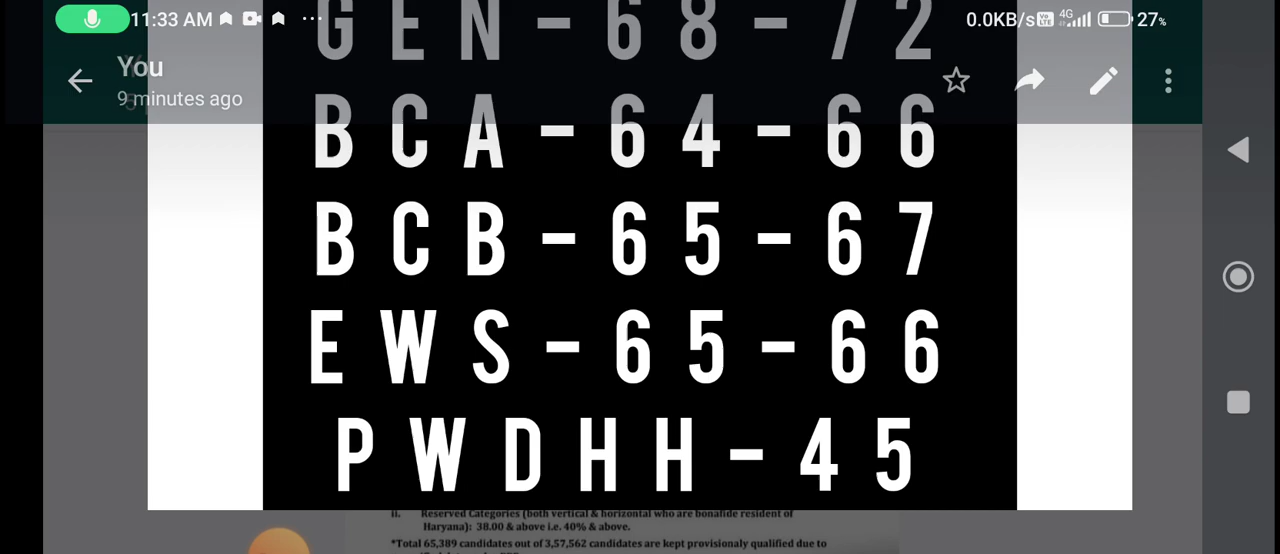 11:33 AM ... 0.0KB/s Vo LTE 4G 27%
You
9 minutes ago
GEN - 68 - 72
BCA - 64 - 66
BCB - 65 - 67
EWS - 65 - 66
PWDHH - 45
ii. Reserved Categories (both vertical & horizontal who are bonafide resident of
Haryana): 38.00 & above i.e. 40% & above.
*Total 65,389 candidates out of 3,57,562 candidates are kept provisionaly qualified due to